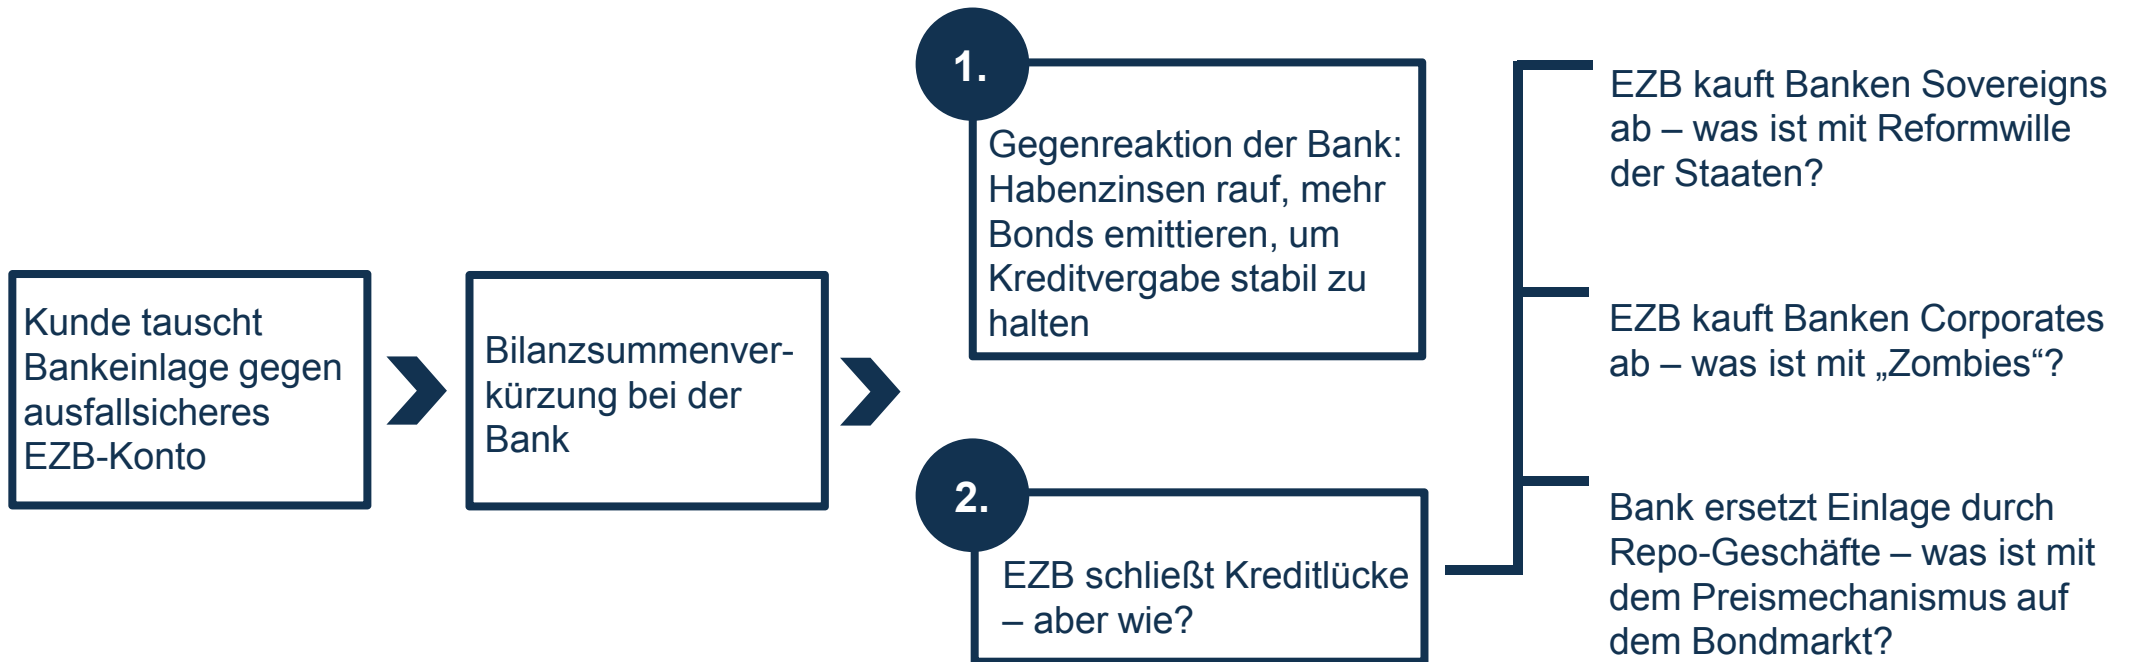 Kunde tauscht
Bankeinlage gegen
ausfallsicheres
EZB-Konto
Bilanzsummenver-
kürzung bei der
Bank
1.
Gegenreaktion der Bank:
Habenzinsen rauf, mehr
Bonds emittieren, um
Kreditvergabe stabil zu
halten
2.
EZB schließt Kreditlücke
– aber wie?
EZB kauft Banken Sovereigns
ab – was ist mit Reformwille
der Staaten?
EZB kauft Banken Corporates
ab – was ist mit „Zombies“?
Bank ersetzt Einlage durch
Repo-Geschäfte – was ist mit
dem Preismechanismus auf
dem Bondmarkt?